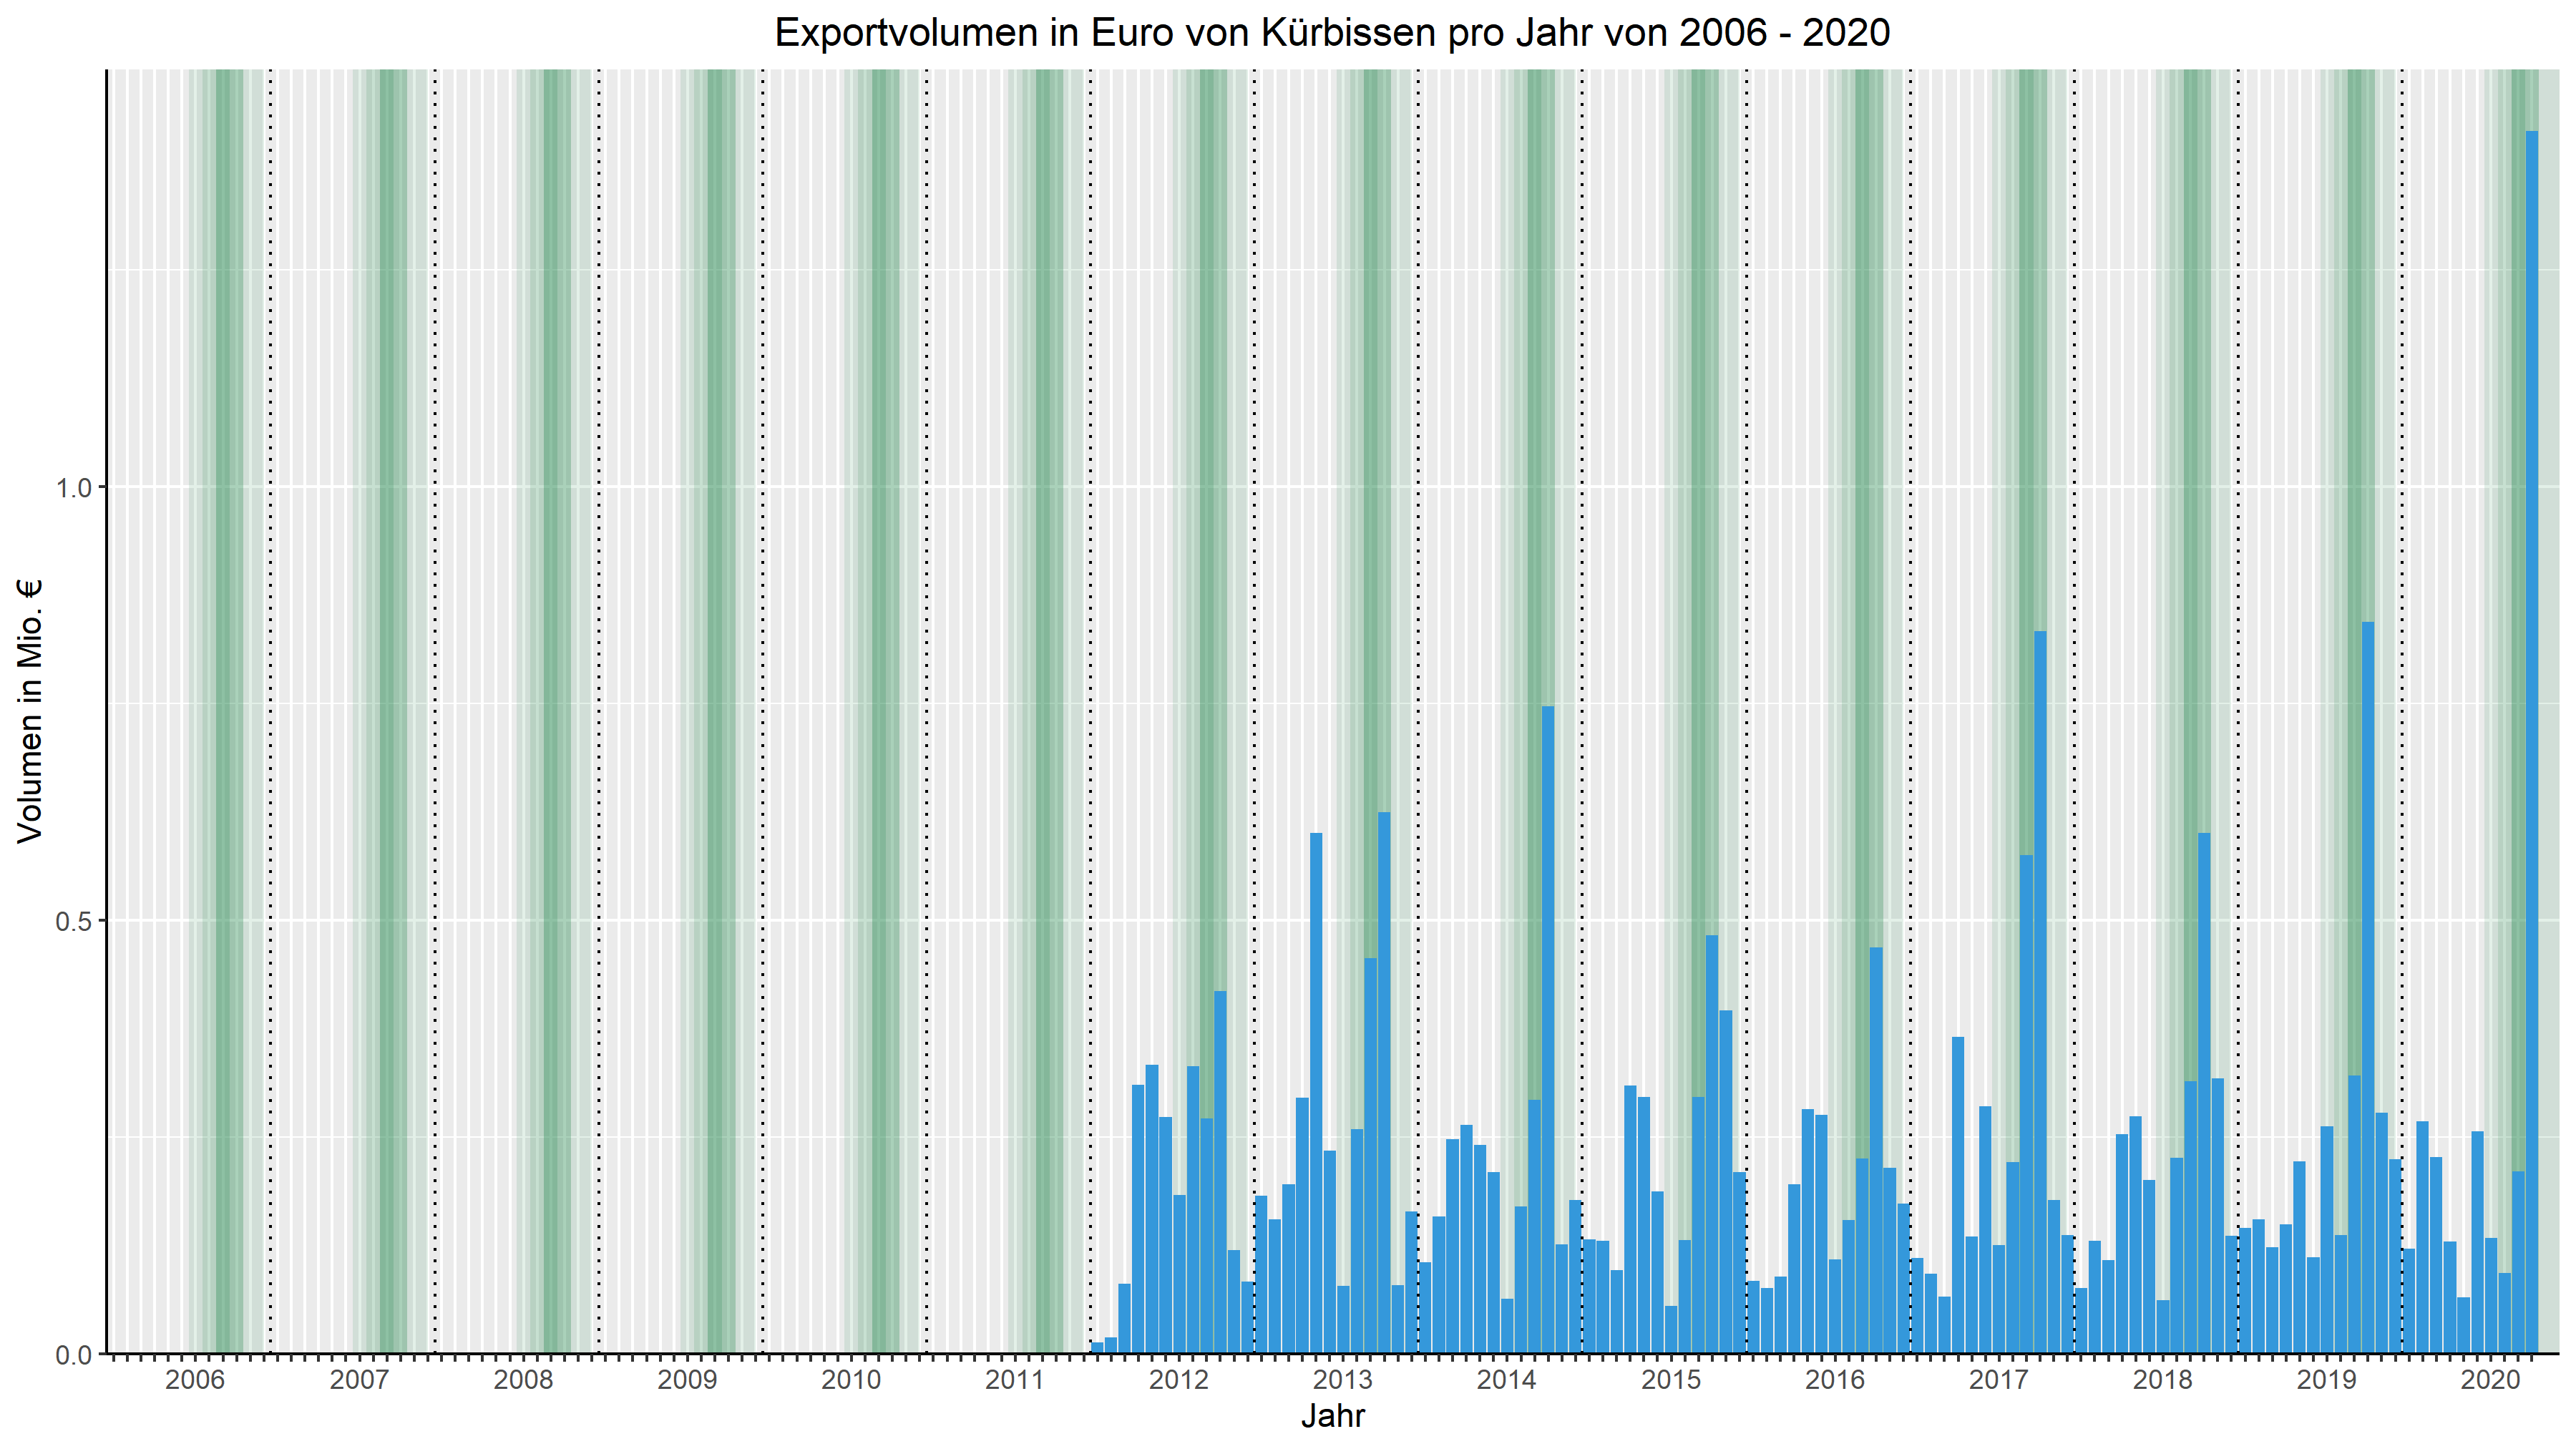 Exportvolumen in Euro von Kürbissen pro Jahr von 2006 - 2020
Volumen in Mio. €
1.0
0.5
0.0
2006 2007 2008 2009 2010 2011 2012 2013 2014 2015 2016 2017 2018 2019 2020
Jahr